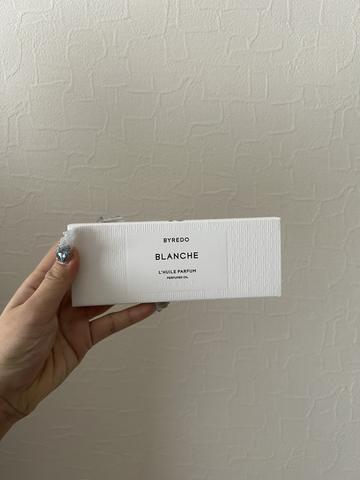 BYREDO
BLANCHE
L'HUILE PARFUM
PERFUMED OIL